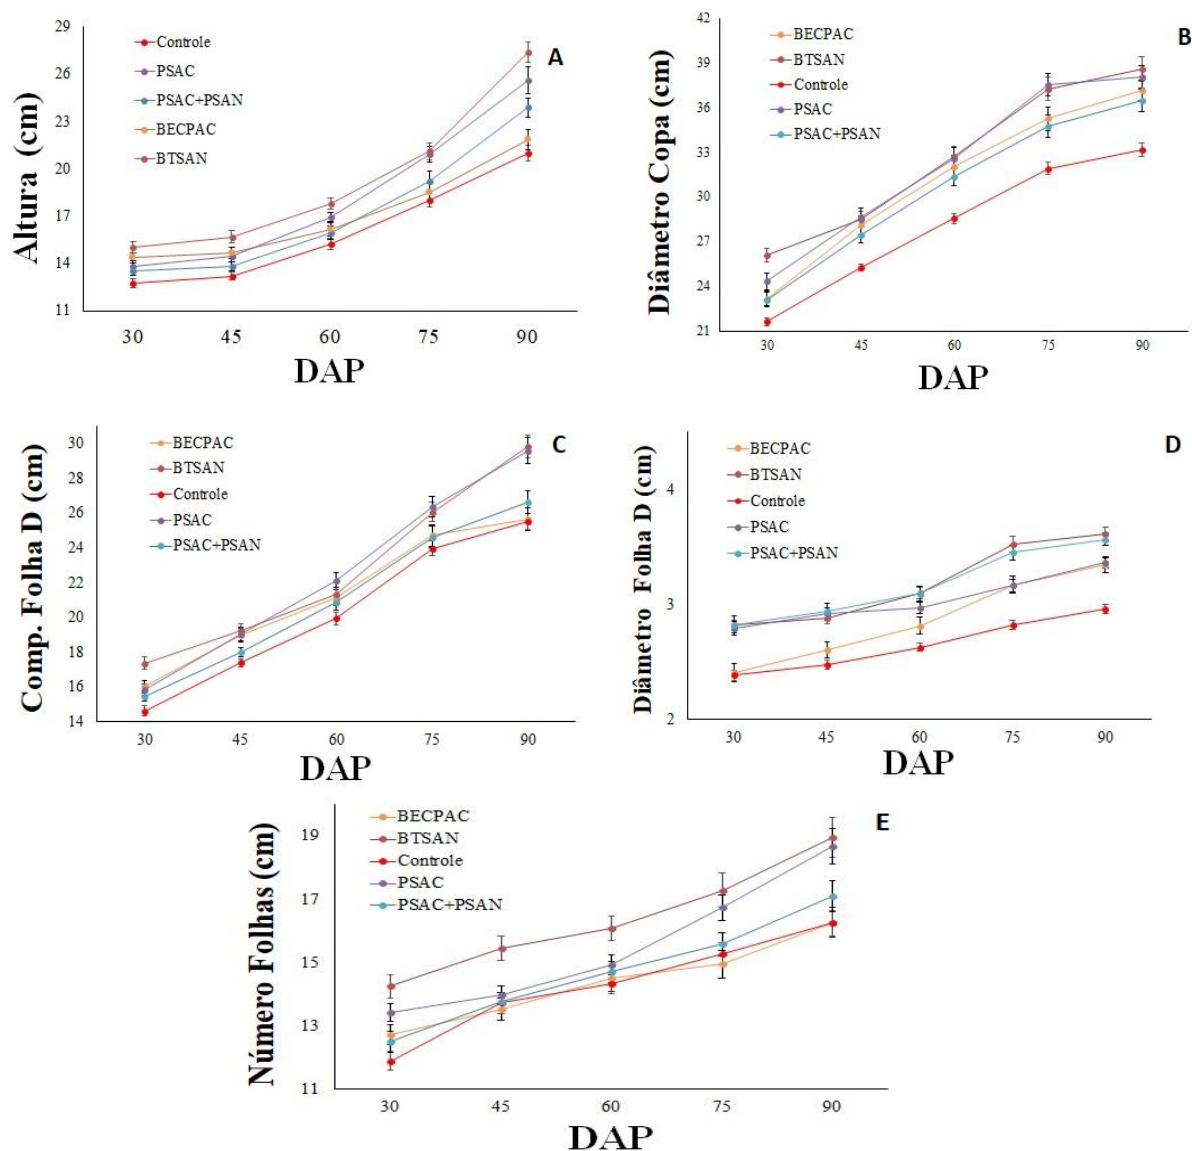 A
Altura (cm)
29
26
23
20
17
14
11
Controle
PSAC
PSAC+PSAN
BECPAC
BTSAN
30 45 60 75 90
DAP
B
Diâmetro Copa (cm)
42
39
36
33
30
27
24
21
BECPAC
BTSAN
Controle
PSAC
PSAC+PSAN
30 45 60 75 90
DAP
C
Comp. Folha D (cm)
30
28
26
24
22
20
18
16
14
BECPAC
BTSAN
Controle
PSAC
PSAC+PSAN
30 45 60 75 90
DAP
D
Diâmetro Folha D (cm)
4
3
2
BECPAC
BTSAN
Controle
PSAC
PSAC+PSAN
30 45 60 75 90
DAP
E
Número Folhas (cm)
19
17
15
13
11
BECPAC
BTSAN
Controle
PSAC
PSAC+PSAN
30 45 60 75 90
DAP